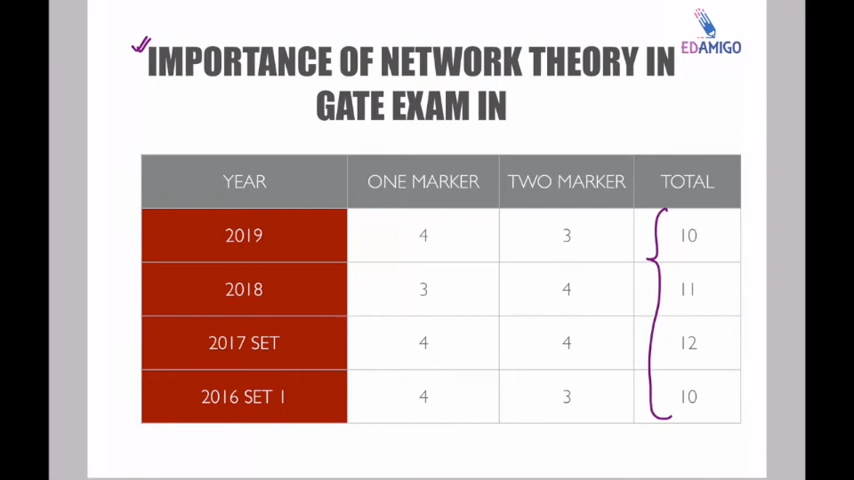 EDAMIGO
IMPORTANCE OF NETWORK THEORY IN
GATE EXAM IN
YEAR ONE MARKER TWO MARKER TOTAL
2019 4 3 10
2018 3 4 11
2017 SET 4 4 12
2016 SET 1 4 3 10